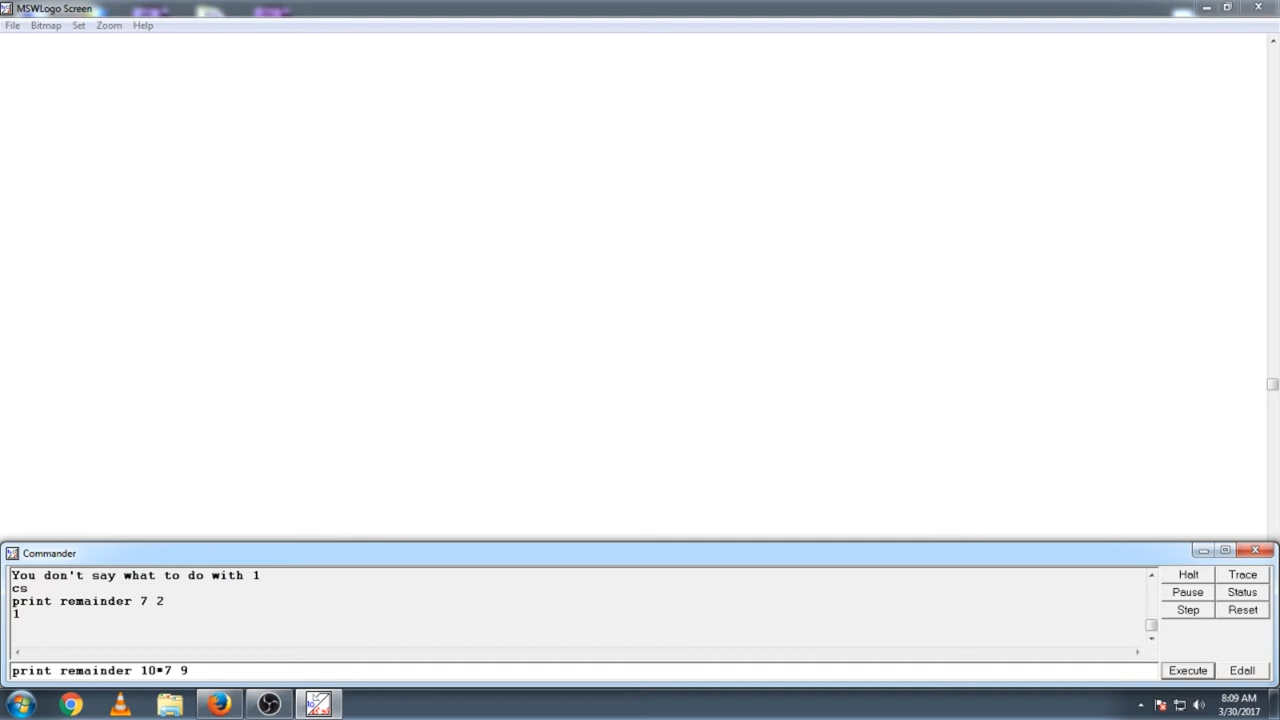 MSWLogo Screen
File Bitmap Set Zoom Help
Commander
You don't say what to do with 1
cs
print remainder 7 2
1
Halt Trace
Pause Status
Step Reset
print remainder 10*7 9
Execute Edall
8:09 AM
3/30/2017